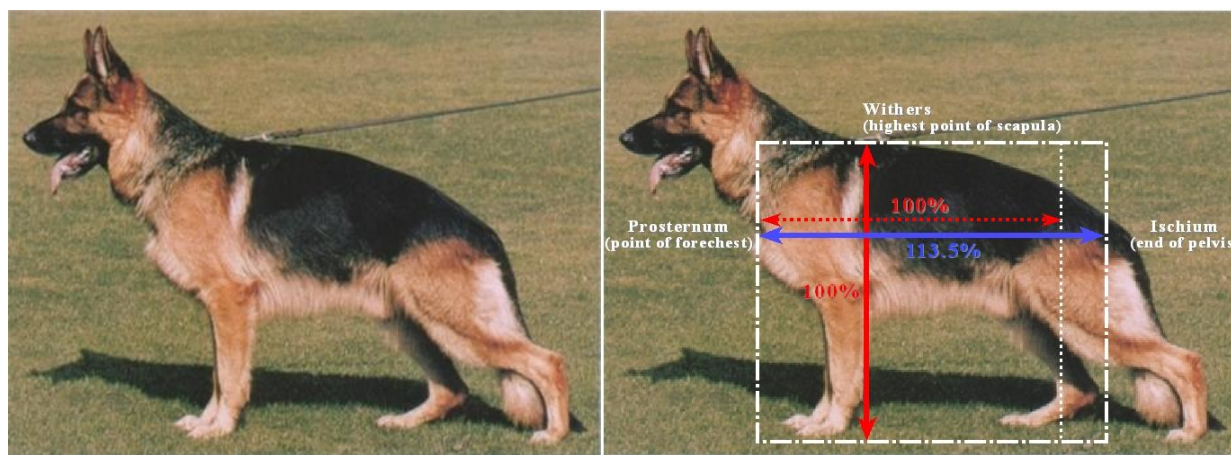 Withers
(highest point of scapula)
100%
Prosternum
(point of forechest)
113.5%
Ischium
(end of pelvis
100%